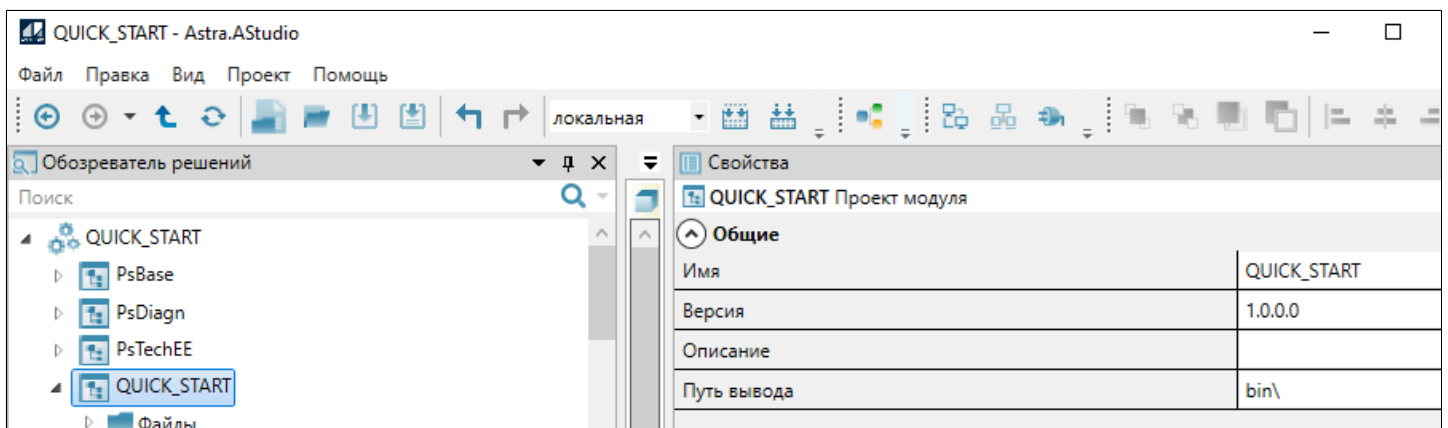 QUICK_START - Astra.AStudio
Файл Правка Вид Проект Помощь
локальная
Обозреватель решений
Свойства
Поиск
QUICK_START Проект модуля
QUICK_START
Общие
PsBase
Имя QUICK_START
PsDiagn
Версия 1.0.0.0
PsTechEE
Описание
QUICK_START
Путь вывода bin\
Файлы